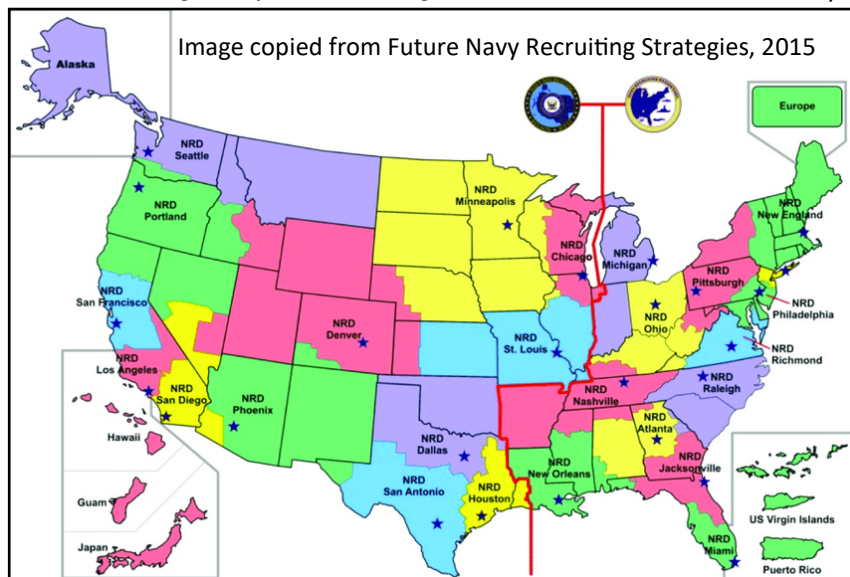 Image copied from Future Navy Recruiting Strategies, 2015
Alaska
Europe
NRD
Seattle
NRD
Portland
NRD
Minneapolis
NRD
New England
NRD
Chicago
NRD
Michigan
NRD
Pittsburgh
NRD
San Francisco
NRD
Philadelphia
NRD
Ohio
NRD
Denver
NRD
St. Louis
NRD
Richmond
NRD
Los Angeles
NRD
San Diego
NRD
Phoenix
NRD
Nashville
NRD
Raleigh
NRD
Atlanta
Hawaii
NRD
Dallas
NRD
Jacksonville
NRD
New Orleans
NRD
San Antonio
NRD
Houston
Guam
US Virgin Islands
NRD
Miami
Japan
Puerto Rico